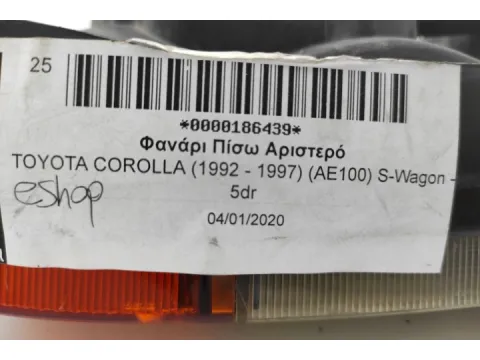 25
*0000186439*
Φανάρι Πίσω Αριστερό
TOYOTA COROLLA (1992 - 1997) (AE100) S-Wagon -
5dr
eshop
04/01/2020